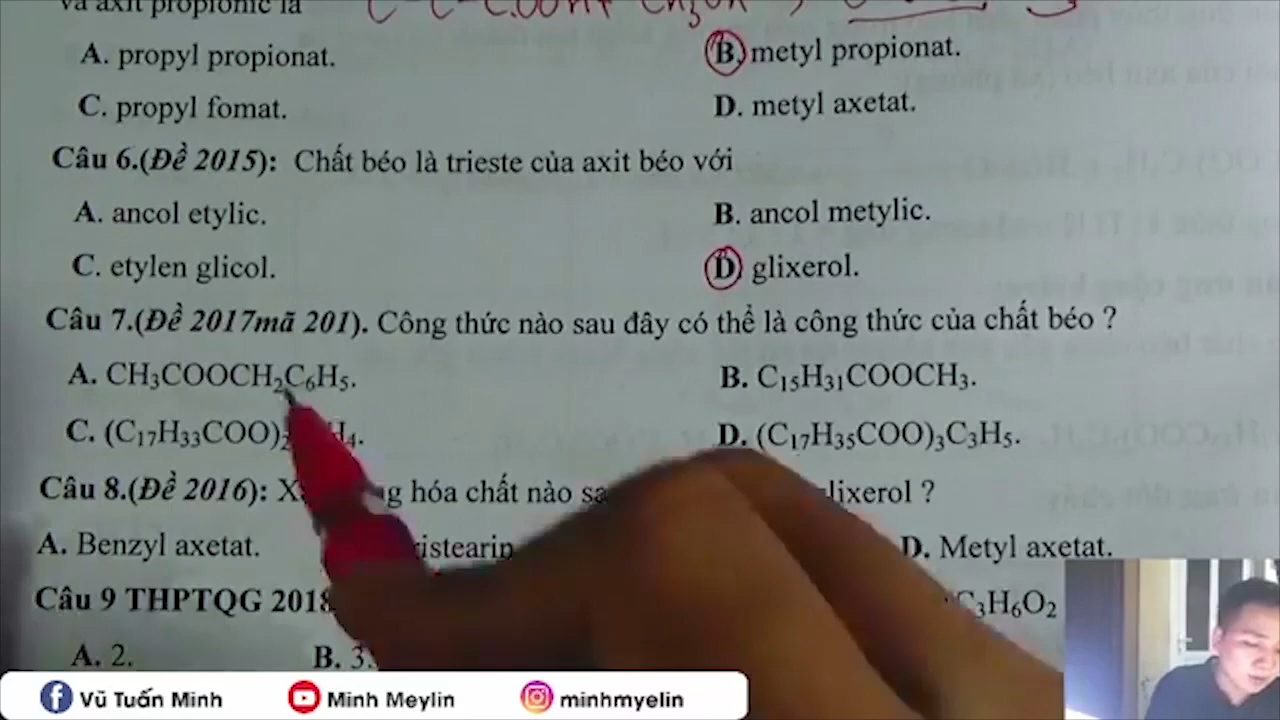 và axit propionic là
A. propyl propionat.
B. metyl propionat.
C. propyl fomat.
D. metyl axetat.
Câu 6.(Đề 2015): Chất béo là trieste của axit béo với
A. ancol etylic.
B. ancol metylic.
C. etylen glicol.
D. glixerol.
Câu 7.(Đề 2017mã 201). Công thức nào sau đây có thể là công thức của chất béo ?
A. CH₃COOCH₂C₆H₅.
B. C₁₅H₃₁COOCH₃.
C. (C₁₇H₃₃COO)₂ H₄.
D. (C₁₇H₃₅COO)₃C₃H₅.
Câu 8.(Đề 2016): hóa chất nào lixerol ?
A. Benzyl axetat.
ristearin
D. Metyl axetat.
Câu 9 THPTQG 2018
C₃H₆O₂
A. 2.
B. 3.
Vũ Tuấn Minh
Minh Meylin
minhmyelin